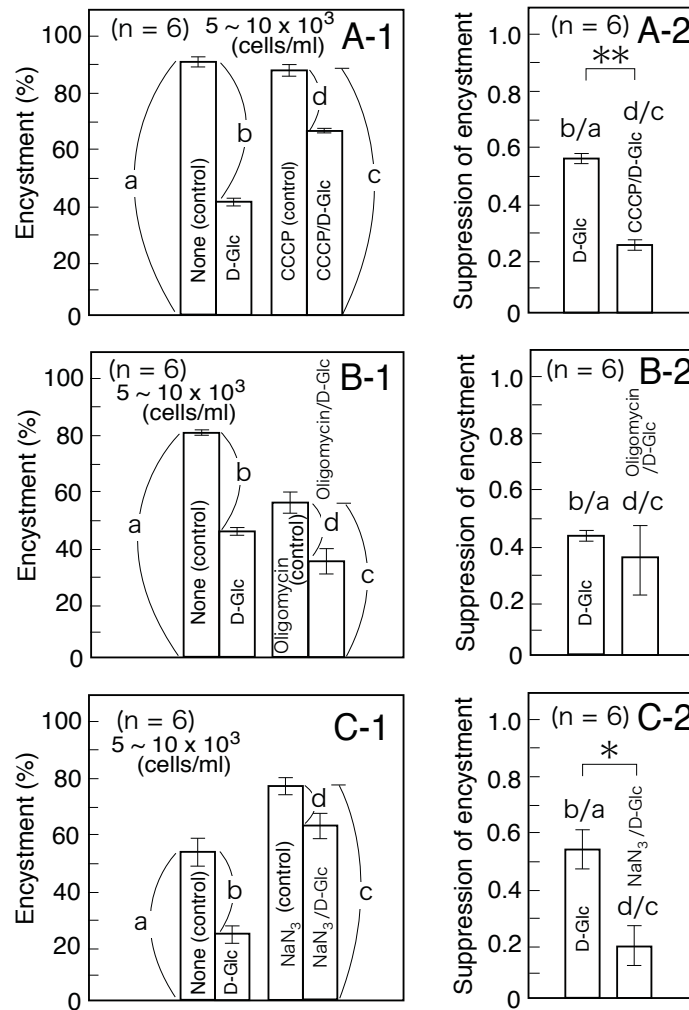 (n = 6) 5 ~ 10 x 10³ A-1
(cells/ml)
Encystment (%)
100
80
60
40
20
0
a
b
c
d
None (control)
D-Glc
CCCP (control)
CCCP/D-Glc
(n = 6) A-2
**
Suppression of encystment
1.0
0.8
0.6
0.4
0.2
0
b/a
d/c
D-Glc
CCCP/D-Glc
(n = 6) B-1
5 ~ 10 x 10³
(cells/ml)
Encystment (%)
100
80
60
40
20
0
a
b
c
d
None (control)
D-Glc
Oligomycin
(control)
Oligomycin/D-Glc
(n = 6) B-2
Suppression of encystment
1.0
0.8
0.6
0.4
0.2
0
b/a
d/c
D-Glc
Oligomycin
/D-Glc
(n = 6) C-1
5 ~ 10 x 10³
(cells/ml)
Encystment (%)
100
80
60
40
20
0
a
b
c
d
None (control)
D-Glc
NaN₃ (control)
NaN₃/D-Glc
(n = 6) C-2
*
Suppression of encystment
1.0
0.8
0.6
0.4
0.2
0
b/a
d/c
D-Glc
NaN₃/D-Glc